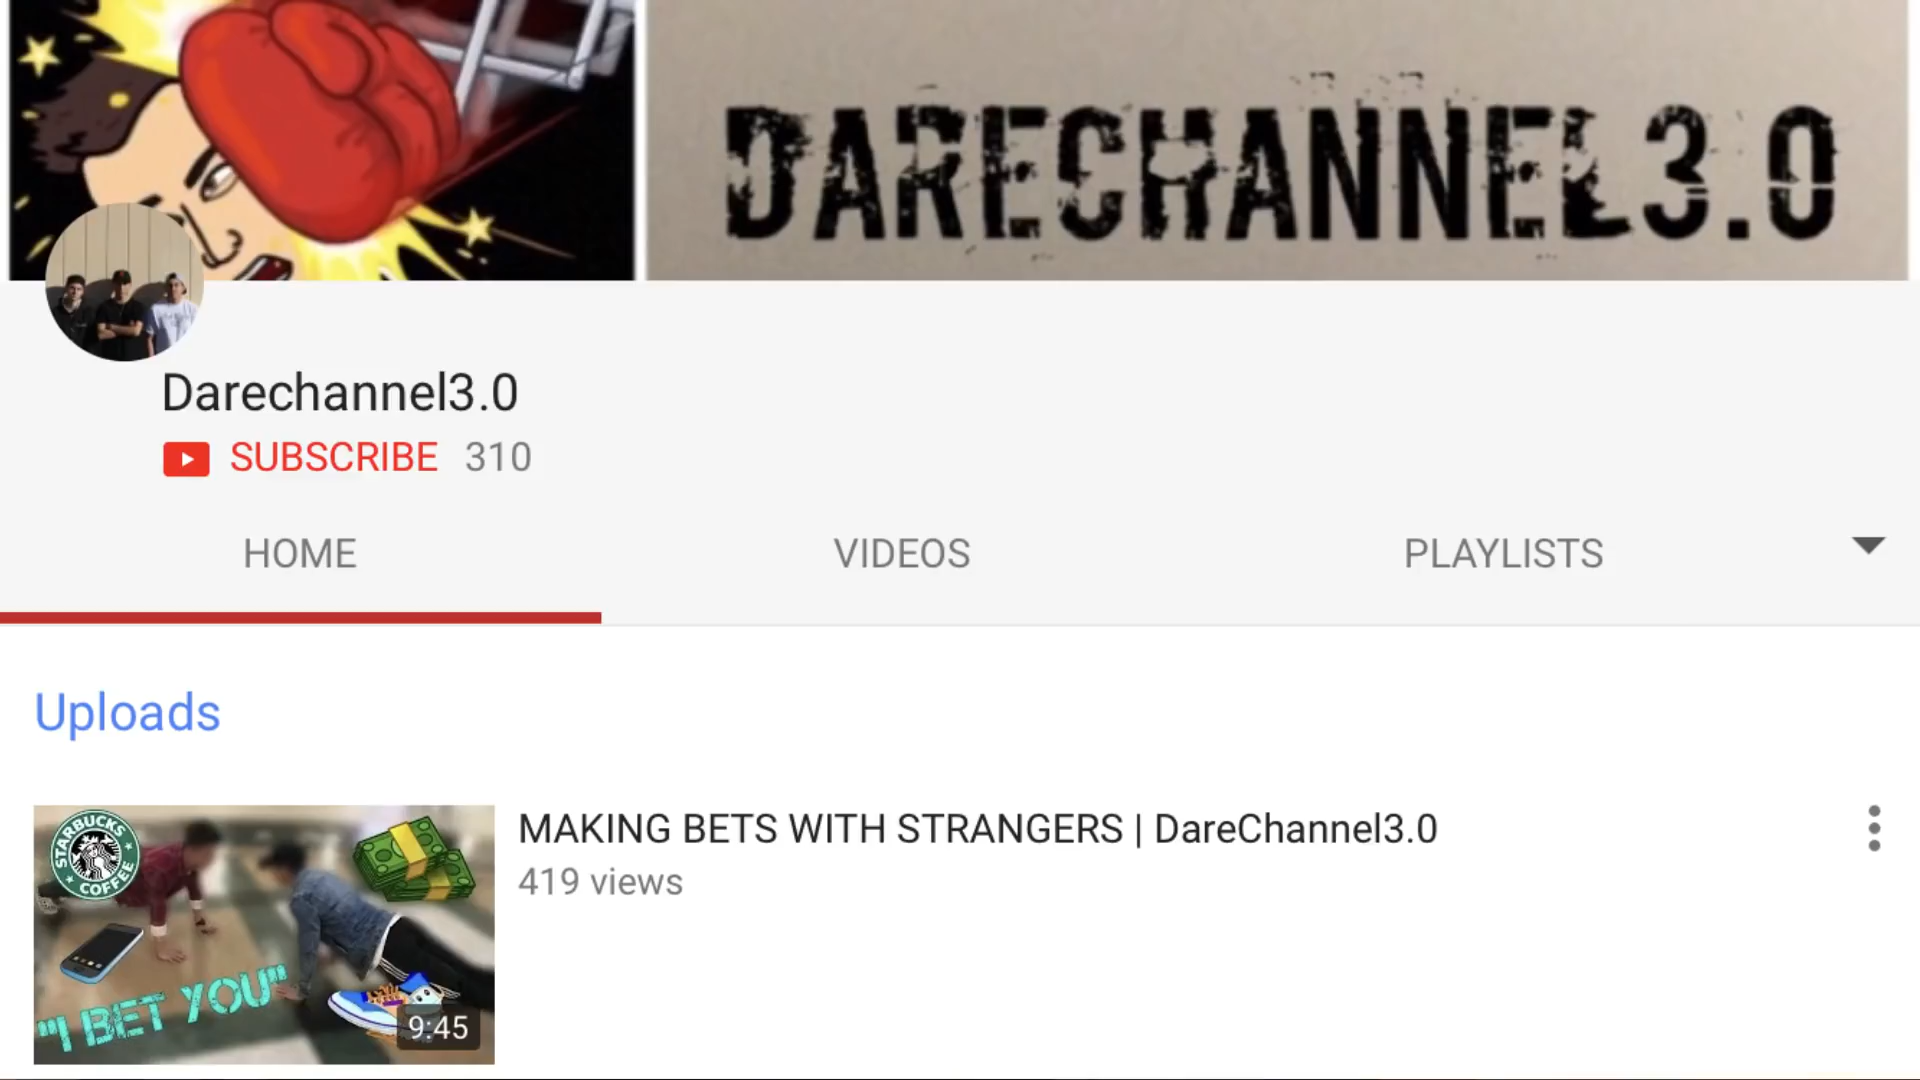 DARECHANNEL3.0
Darechannel3.0
SUBSCRIBE 310
HOME VIDEOS PLAYLISTS
Uploads
STARBUCKS
COFFEE
"I BET YOU"
9:45
MAKING BETS WITH STRANGERS | DareChannel3.0
419 views